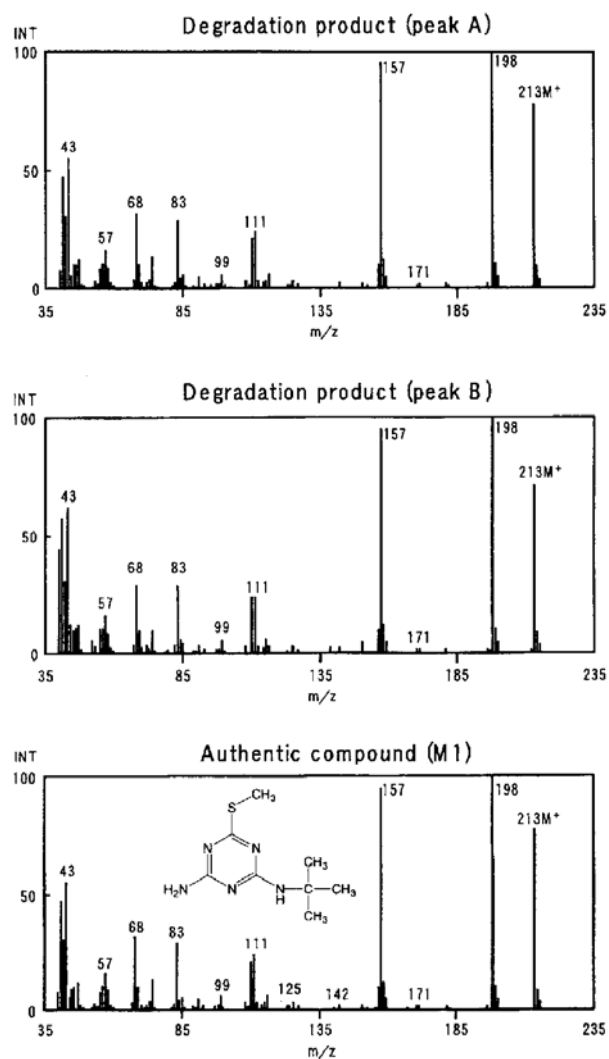 Degradation product (peak A)
INT
100
50
0
43
57
68
83
99
111
157
171
198
213M+
35
85
135
185
235
m/z
Degradation product (peak B)
INT
100
50
0
43
57
68
83
99
111
157
171
198
213M+
35
85
135
185
235
m/z
Authentic compound (M1)
INT
100
50
0
43
57
68
83
99
111
125
142
157
171
198
213M+
S
CH3
N
N
H2N
N
N
H
C
CH3
CH3
CH3
35
85
135
185
235
m/z